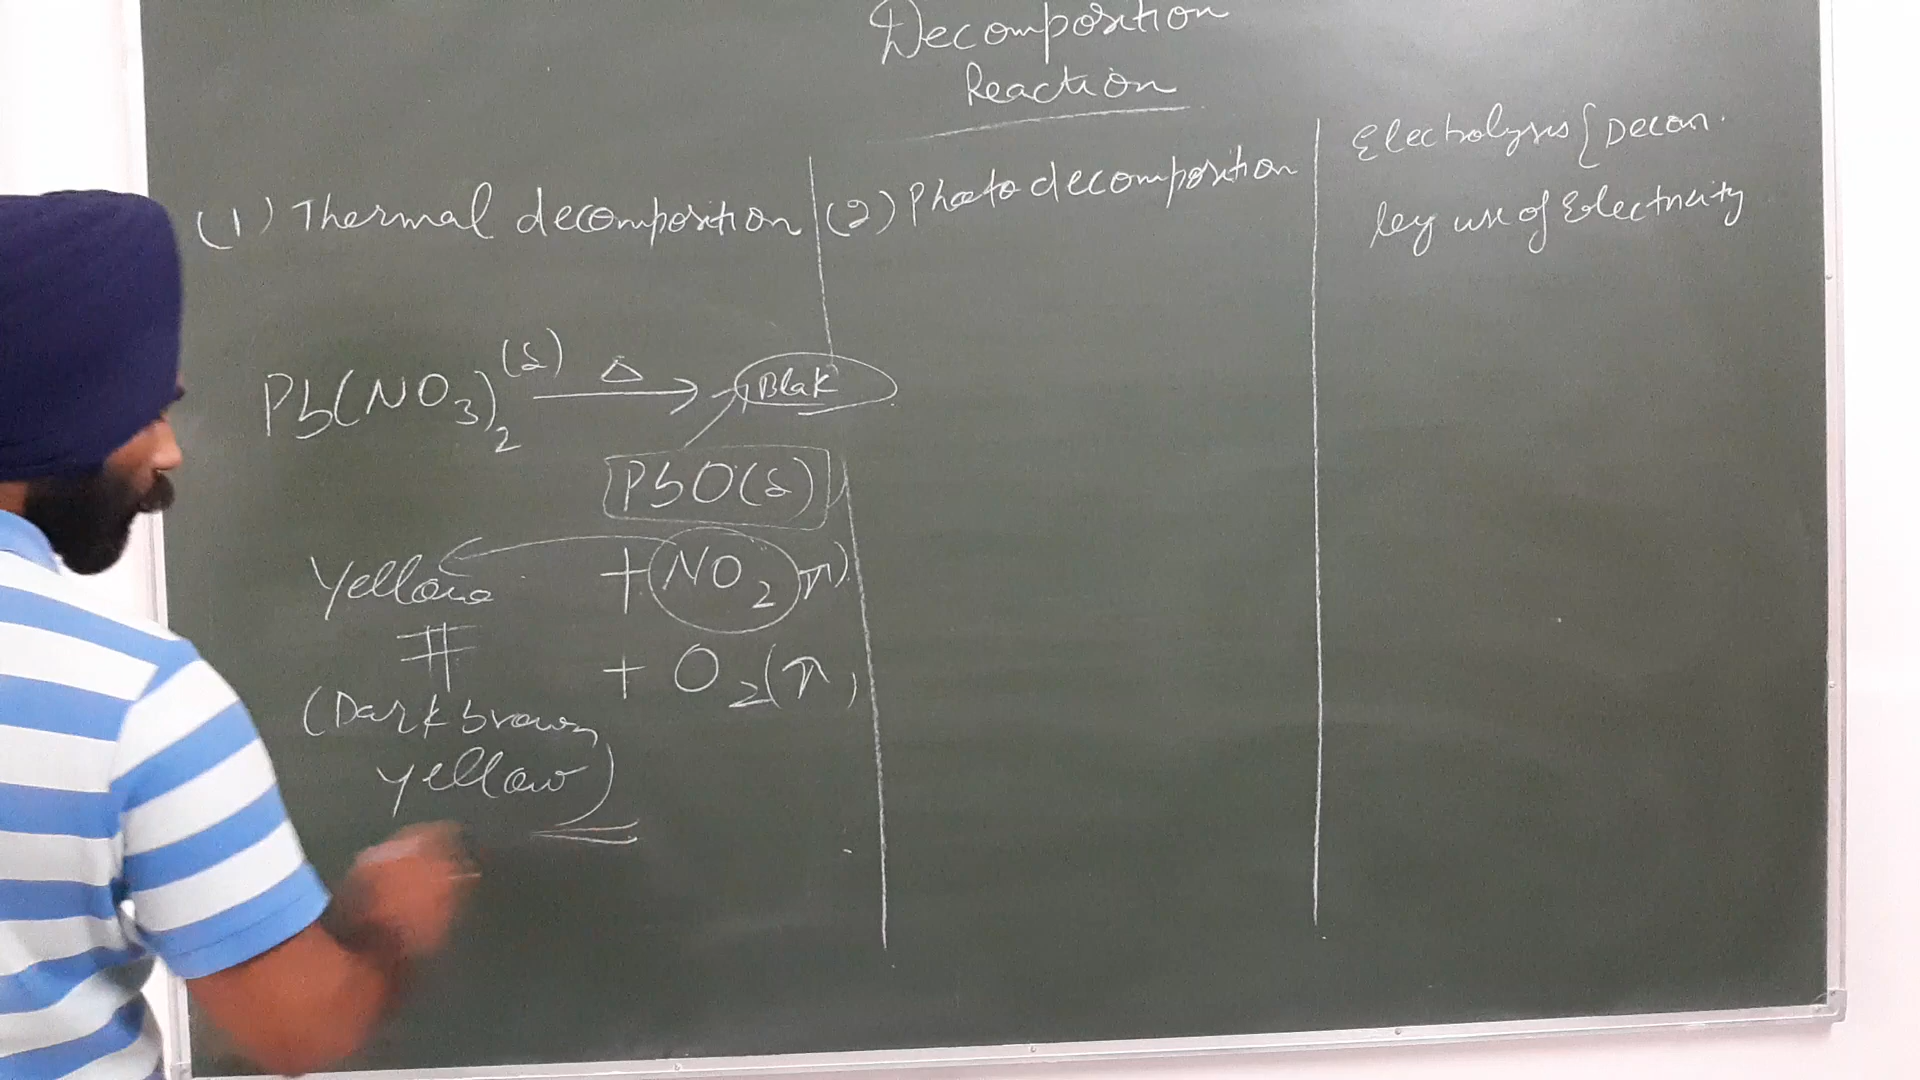 Decomposition
Reaction
(1) Thermal decomposition
Pb(NO3)2 (s) Δ →
Blak
PbO(s)
Yellow
+ NO2 ↑)
+ O2(↑)
(Dark brown
yellow)
(2) Photo decomposition
Electrolysis { Decom.
by use of Electricity